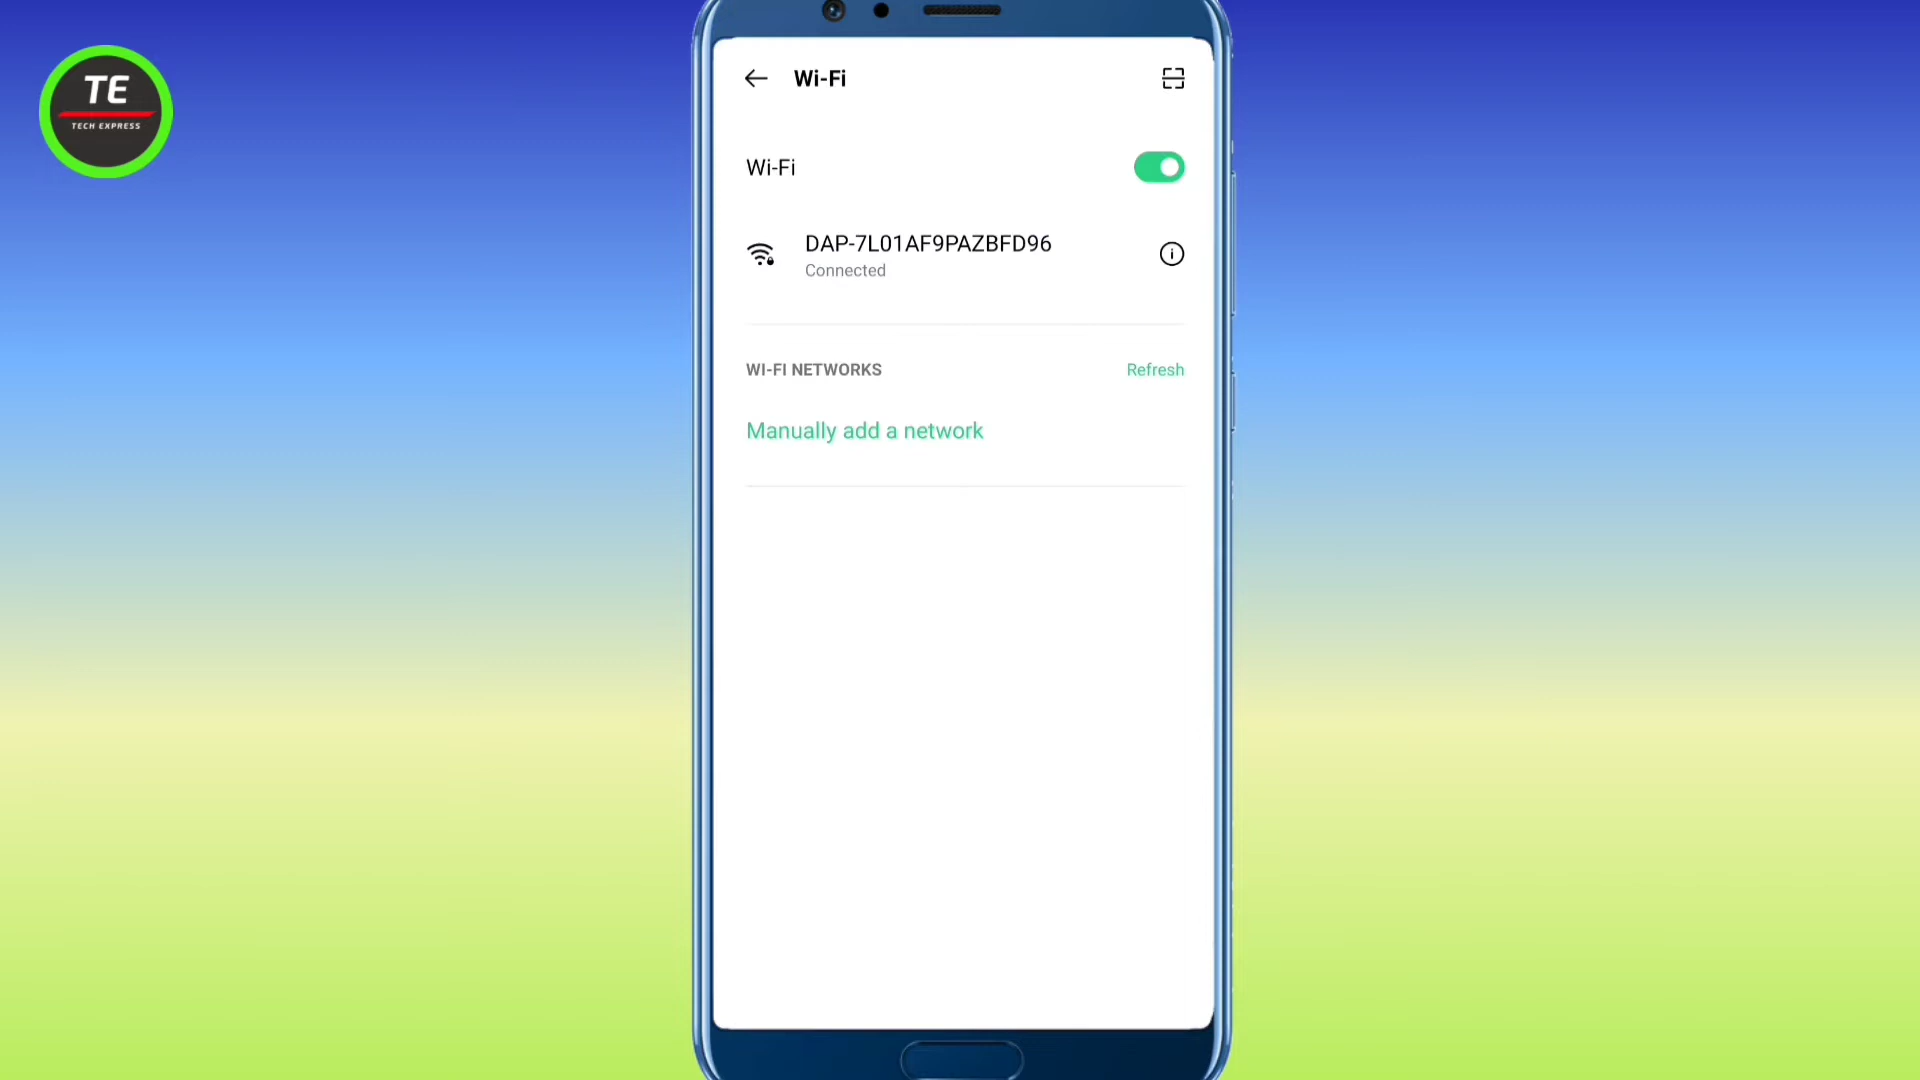 TE
TECH EXPRESS
Wi-Fi
Wi-Fi
DAP-7L01AF9PAZBFD96
Connected
WI-FI NETWORKS
Refresh
Manually add a network